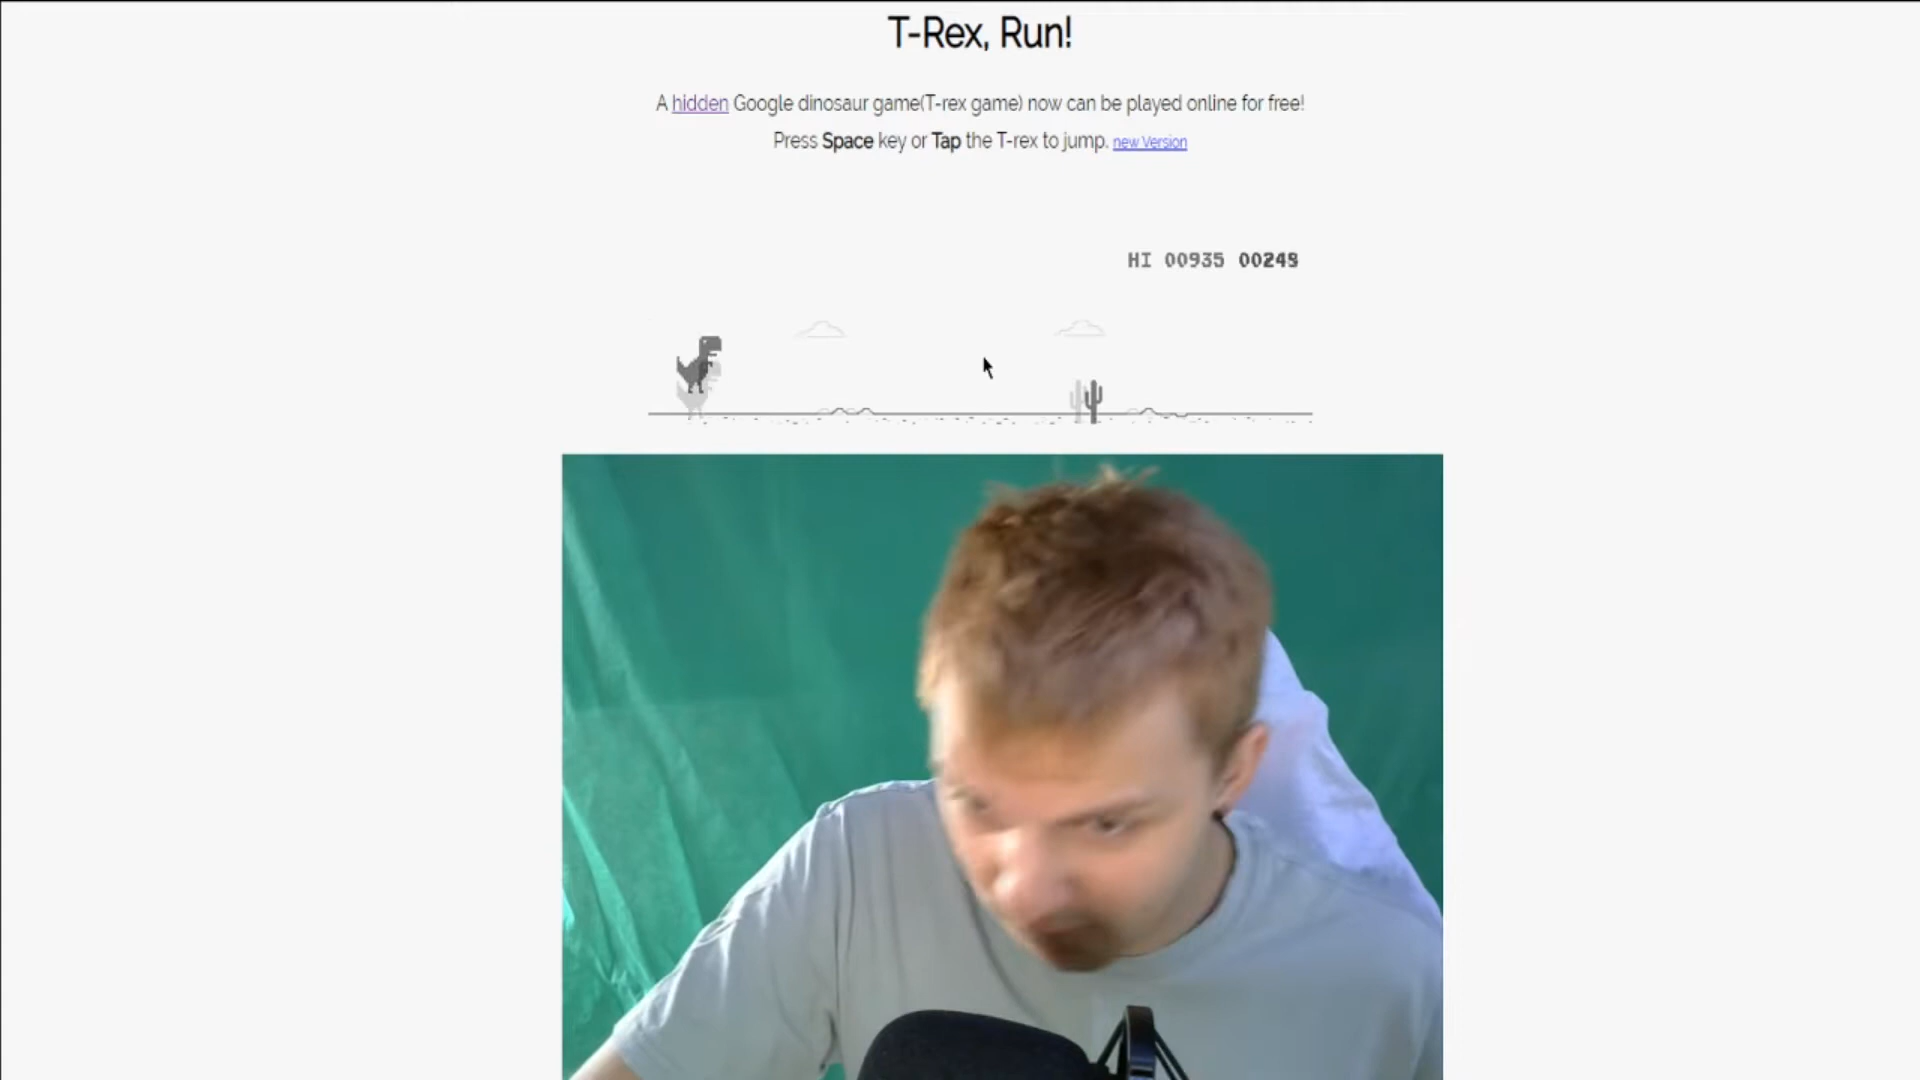 T-Rex, Run!
A hidden Google dinosaur game(T-rex game) now can be played online for free!
Press Space key or Tap the T-rex to jump. new Version
HI 00935